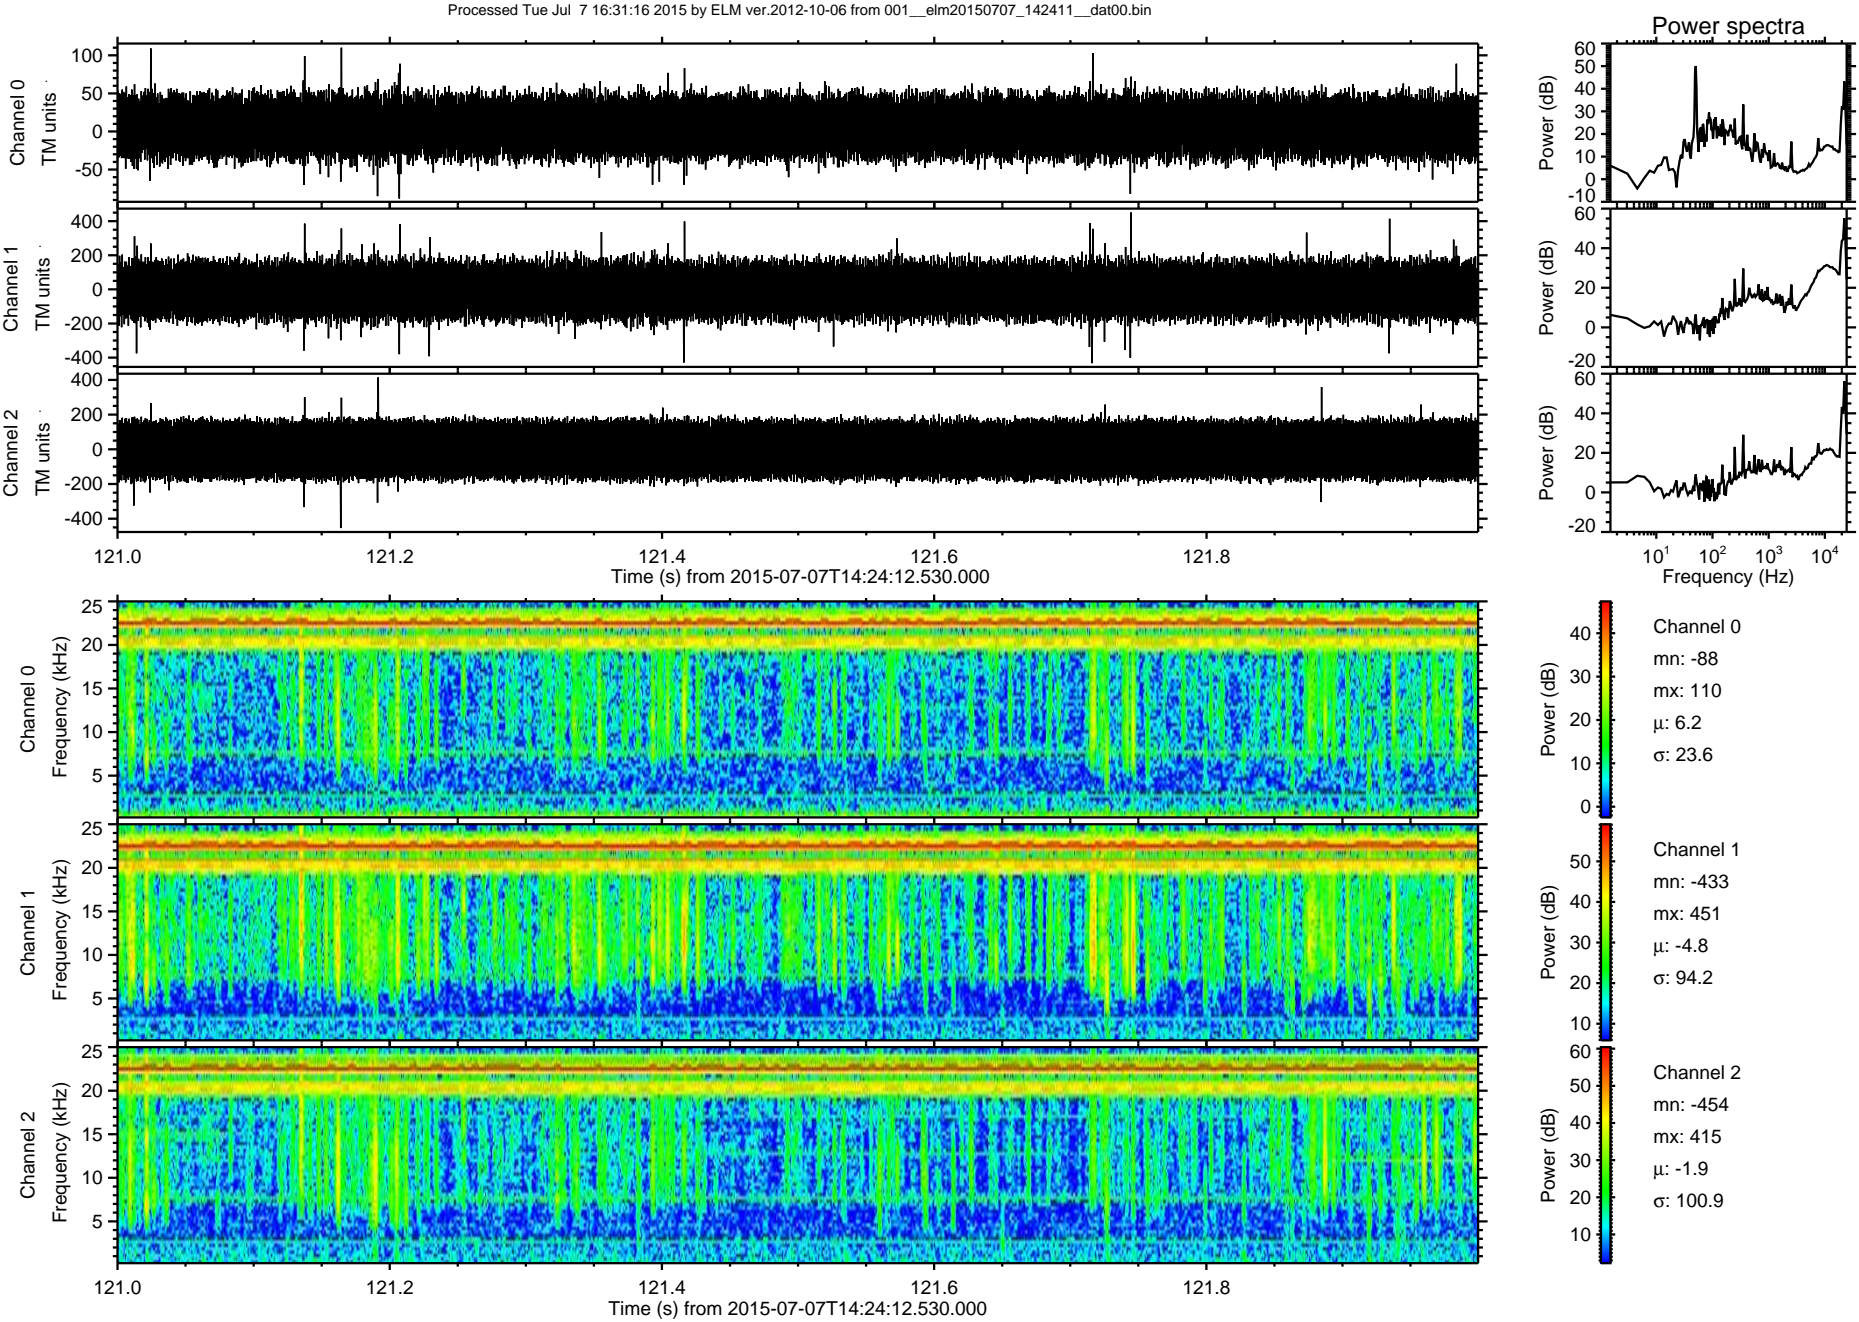 Processed Tue Jul  7 16:31:16 2015 by ELM ver.2012-10-06 from 001__elm20150707_142411__dat00.bin
Power spectra
Channel 0
TM units
100
50
0
-50
Power (dB)
60
50
40
30
20
10
0
-10
Channel 1
TM units
400
200
0
-200
-400
Power (dB)
60
40
20
0
-20
Channel 2
TM units
400
200
0
-200
-400
Power (dB)
60
40
20
0
-20
121.0 121.2 121.4 121.6 121.8
Time (s) from 2015-07-07T14:24:12.530.000
10¹ 10² 10³ 10⁴
Frequency (Hz)
Channel 0
Frequency (kHz)
25
20
15
10
5
Power (dB)
40
30
20
10
0
Channel 0
mn: -88
mx: 110
μ: 6.2
σ: 23.6
Channel 1
Frequency (kHz)
25
20
15
10
5
Power (dB)
50
40
30
20
10
Channel 1
mn: -433
mx: 451
μ: -4.8
σ: 94.2
Channel 2
Frequency (kHz)
25
20
15
10
5
Power (dB)
60
50
40
30
20
10
Channel 2
mn: -454
mx: 415
μ: -1.9
σ: 100.9
121.0 121.2 121.4 121.6 121.8
Time (s) from 2015-07-07T14:24:12.530.000